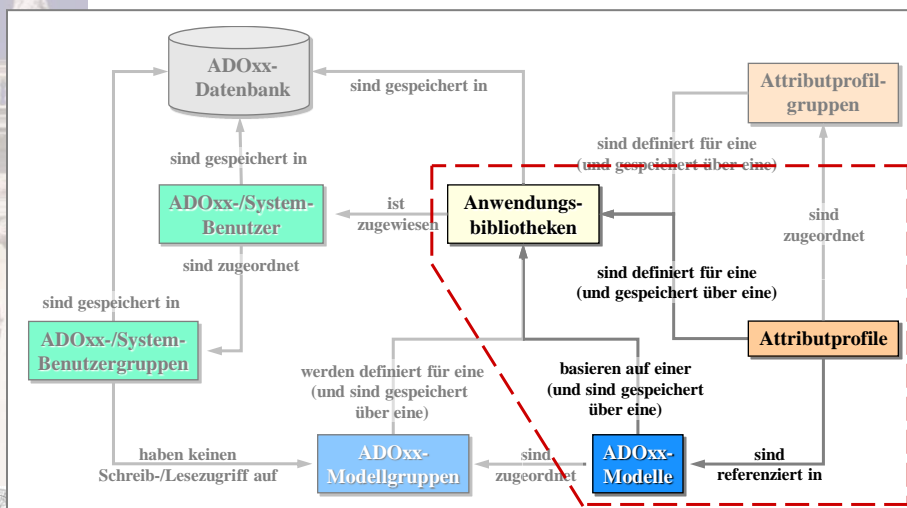 ADOxx-
Datenbank
sind gespeichert in
Attributprofil-
gruppen
sind gespeichert in
sind definiert für eine
(und gespeichert über eine)
ADOxx-/System-
Benutzer
ist
zugewiesen
Anwendungs-
bibliotheken
sind
zugeordnet
sind zugeordnet
sind definiert für eine
(und gespeichert über eine)
sind gespeichert in
ADOxx-/System-
Benutzergruppen
Attributprofile
werden definiert für eine
(und sind gespeichert
über eine)
basieren auf einer
(und sind gespeichert
über eine)
haben keinen
Schreib-/Lesezugriff auf
ADOxx-
Modellgruppen
sind
zugeordnet
ADOxx-
Modelle
sind
referenziert in